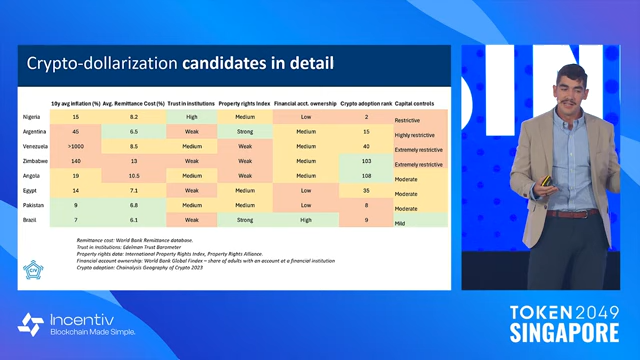 Crypto-dollarization candidates in detail
10y avg inflation (%) Avg. Remittance Cost (%) Trust in institutions Property rights Index Financial acct. ownership Crypto adoption rank Capital controls
Nigeria 15 8.2 High Medium Low 2 Restrictive
Argentina 45 6.5 Weak Strong Medium 15 Highly restrictive
Venezuela >1000 8.5 Medium Weak Medium 40 Extremely restrictive
Zimbabwe 140 13 Weak Weak Medium 103 Extremely restrictive
Angola 19 10.5 Medium Weak Medium 108 Moderate
Egypt 14 7.1 Weak Medium Low 35 Moderate
Pakistan 9 6.8 Medium Medium Low 8 Moderate
Brazil 7 6.1 Weak Strong High 9 Mild
Remittance cost: World Bank Remittance database.
Trust in institutions: Edelman Trust Barometer
Property rights data: International Property Rights Index, Property Rights Alliance.
Financial account ownership: World Bank Global Findex – share of adults with an account at a financial institution
Crypto adoption: Chainalysis Geography of Crypto 2023
CIV
Incentiv
Blockchain Made Simple.
TOKEN2049
SINGAPORE